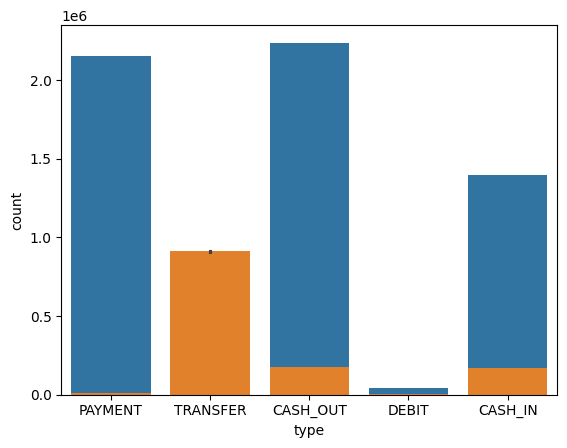 1e6
2.0
1.5
1.0
0.5
0.0
count
PAYMENT TRANSFER CASH_OUT DEBIT CASH_IN
type